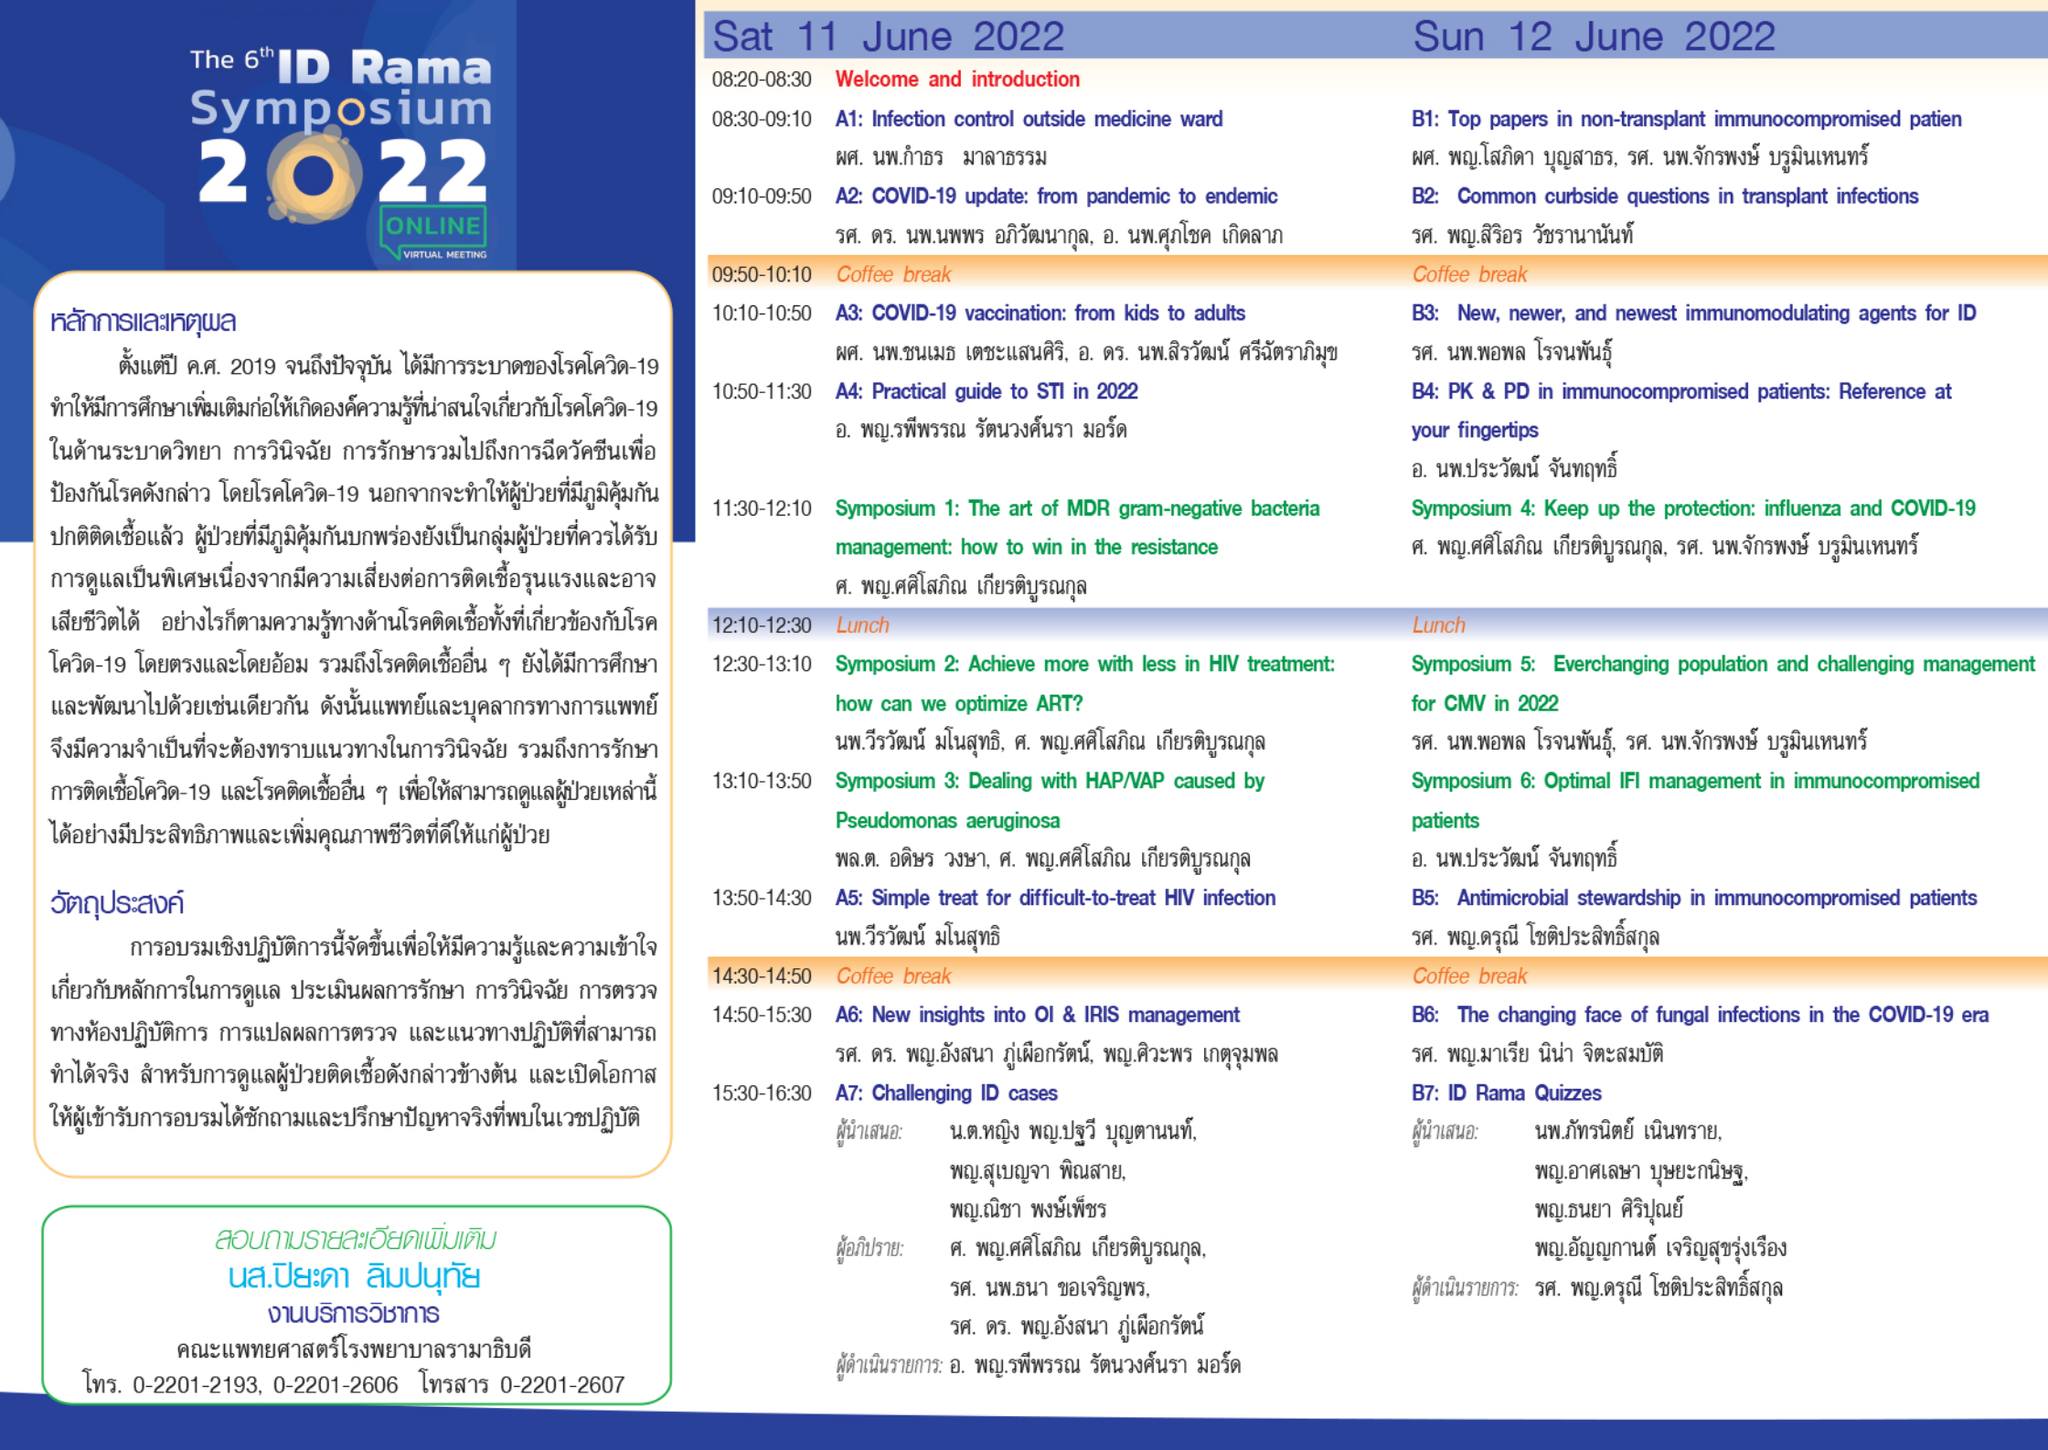 The 6th ID Rama
Symposium
2022
ONLINE
VIRTUAL MEETING
หลักการและเหตุผล
ตั้งแต่ปี ค.ศ. 2019 จนถึงปัจจุบัน ได้มีการระบาดของโรคโควิด-19
ทำให้มีการศึกษาเพิ่มเติมก่อให้เกิดองค์ความรู้ที่น่าสนใจเกี่ยวกับโรคโควิด-19
ในด้านระบาดวิทยา การวินิจฉัย การรักษารวมไปถึงการฉีดวัคซีนเพื่อ
ป้องกันโรคดังกล่าว โดยโรคโควิด-19 นอกจากจะทำให้ผู้ป่วยที่มีภูมิคุ้มกัน
ปกติติดเชื้อแล้ว ผู้ป่วยที่มีภูมิคุ้มกันบกพร่องยังเป็นกลุ่มผู้ป่วยที่ควรได้รับ
การดูแลเป็นพิเศษเนื่องจากมีความเสี่ยงต่อการติดเชื้อรุนแรงและอาจ
เสียชีวิตได้ อย่างไรก็ตามความรู้ทางด้านโรคติดเชื้อทั้งที่เกี่ยวข้องกับโรค
โควิด-19 โดยตรงและโดยอ้อม รวมถึงโรคติดเชื้ออื่น ๆ ยังได้มีการศึกษา
และพัฒนาไปด้วยเช่นเดียวกัน ดังนั้นแพทย์และบุคลากรทางการแพทย์
จึงมีความจำเป็นที่จะต้องทราบแนวทางในการวินิจฉัย รวมถึงการรักษา
การติดเชื้อโควิด-19 และโรคติดเชื้ออื่น ๆ เพื่อให้สามารถดูแลผู้ป่วยเหล่านี้
ได้อย่างมีประสิทธิภาพและเพิ่มคุณภาพชีวิตที่ดีให้แก่ผู้ป่วย
วัตถุประสงค์
การอบรมเชิงปฏิบัติการนี้จัดขึ้นเพื่อให้มีความรู้และความเข้าใจ
เกี่ยวกับหลักการในการดูแล ประเมินผลการรักษา การวินิจฉัย การตรวจ
ทางห้องปฏิบัติการ การแปลผลการตรวจ และแนวทางปฏิบัติที่สามารถ
ทำได้จริง สำหรับการดูแลผู้ป่วยติดเชื้อดังกล่าวข้างต้น และเปิดโอกาส
ให้ผู้เข้ารับการอบรมได้ซักถามและปรึกษาปัญหาจริงที่พบในเวชปฏิบัติ
สอบถามรายละเอียดเพิ่มเติม
นส.ปิยะดา ลิมปนุทัย
งานบริการวิชาการ
คณะแพทยศาสตร์โรงพยาบาลรามาธิบดี
โทร. 0-2201-2193, 0-2201-2606 โทรสาร 0-2201-2607
Sat 11 June 2022 Sun 12 June 2022
08:20-08:30 Welcome and introduction
08:30-09:10 A1: Infection control outside medicine ward B1: Top papers in non-transplant immunocompromised patien
ผศ. นพ.กำธร มาลาธรรม ผศ. พญ.โสภิดา บุญสาธร, รศ. นพ.จักรพงษ์ บรูมินเหนทร์
09:10-09:50 A2: COVID-19 update: from pandemic to endemic B2: Common curbside questions in transplant infections
รศ. ดร. นพ.นพพร อภิวัฒนากุล, อ. นพ.ศุภโชค เกิดลาภ รศ. พญ.สิริอร วัชรานานันท์
09:50-10:10 Coffee break Coffee break
10:10-10:50 A3: COVID-19 vaccination: from kids to adults B3: New, newer, and newest immunomodulating agents for ID
ผศ. นพ.ชนเมธ เตชะแสนศิริ, อ. ดร. นพ.สิรวัฒน์ ศรีฉัตราภิมุข รศ. นพ.พอพล โรจนพันธุ์
10:50-11:30 A4: Practical guide to STI in 2022 B4: PK & PD in immunocompromised patients: Reference at
อ. พญ.รพีพรรณ รัตนวงศ์นรา มอร์ด your fingertips
อ. นพ.ประวัฒน์ จันทฤทธิ์
11:30-12:10 Symposium 1: The art of MDR gram-negative bacteria Symposium 4: Keep up the protection: influenza and COVID-19
management: how to win in the resistance ศ. พญ.ศศิโสภิณ เกียรติบูรณกุล, รศ. นพ.จักรพงษ์ บรูมินเหนทร์
ศ. พญ.ศศิโสภิณ เกียรติบูรณกุล
12:10-12:30 Lunch Lunch
12:30-13:10 Symposium 2: Achieve more with less in HIV treatment: Symposium 5: Everchanging population and challenging management
how can we optimize ART? for CMV in 2022
นพ.วีรวัฒน์ มโนสุทธิ, ศ. พญ.ศศิโสภิณ เกียรติบูรณกุล รศ. นพ.พอพล โรจนพันธุ์, รศ. นพ.จักรพงษ์ บรูมินเหนทร์
13:10-13:50 Symposium 3: Dealing with HAP/VAP caused by Symposium 6: Optimal IFI management in immunocompromised
Pseudomonas aeruginosa patients
พล.ต. อดิษร วงษา, ศ. พญ.ศศิโสภิณ เกียรติบูรณกุล อ. นพ.ประวัฒน์ จันทฤทธิ์
13:50-14:30 A5: Simple treat for difficult-to-treat HIV infection B5: Antimicrobial stewardship in immunocompromised patients
นพ.วีรวัฒน์ มโนสุทธิ รศ. พญ.ดรุณี โชติประสิทธิ์สกุล
14:30-14:50 Coffee break Coffee break
14:50-15:30 A6: New insights into OI & IRIS management B6: The changing face of fungal infections in the COVID-19 era
รศ. ดร. พญ.อังสนา ภู่เผือกรัตน์, พญ.ศิวะพร เกตุจุมพล รศ. พญ.มาเรีย นิน่า จิตะสมบัติ
15:30-16:30 A7: Challenging ID cases B7: ID Rama Quizzes
ผู้นำเสนอ: น.ต.หญิง พญ.ปฐวี บุญตานนท์, ผู้นำเสนอ: นพ.ภัทรนิตย์ เนินทราย,
พญ.สุเบญจา พิณสาย, พญ.อาศเลษา บุษยะกนิษฐ,
พญ.ณิชา พงษ์เพ็ชร พญ.ธนยา ศิริปุณย์
ผู้อภิปราย: ศ. พญ.ศศิโสภิณ เกียรติบูรณกุล, พญ.อัญญกานต์ เจริญสุขรุ่งเรือง
รศ. นพ.ธนา ขอเจริญพร, ผู้ดำเนินรายการ: รศ. พญ.ดรุณี โชติประสิทธิ์สกุล
รศ. ดร. พญ.อังสนา ภู่เผือกรัตน์
ผู้ดำเนินรายการ: อ. พญ.รพีพรรณ รัตนวงศ์นรา มอร์ด